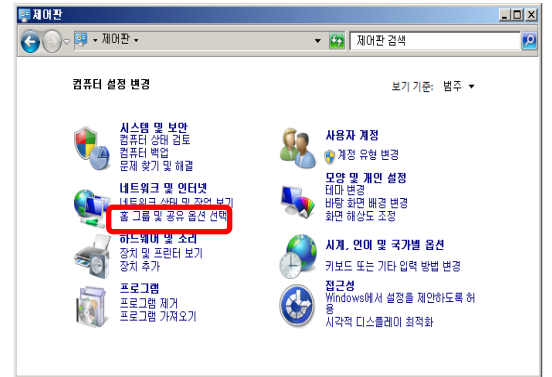 제어판
제어판
제어판 검색
컴퓨터 설정 변경
보기 기준: 범주
시스템 및 보안
컴퓨터 상태 검토
컴퓨터 백업
문제 찾기 및 해결
네트워크 및 인터넷
네트워크 상태 및 작업 보기
홈 그룹 및 공유 옵션 선택
하드웨어 및 소리
장치 및 프린터 보기
장치 추가
프로그램
프로그램 제거
프로그램 가져오기
사용자 계정
계정 유형 변경
모양 및 개인 설정
테마 변경
바탕 화면 배경 변경
화면 해상도 조정
시계, 언어 및 국가별 옵션
키보드 또는 기타 입력 방법 변경
접근성
Windows에서 설정을 제안하도록 허
용
시각적 디스플레이 최적화